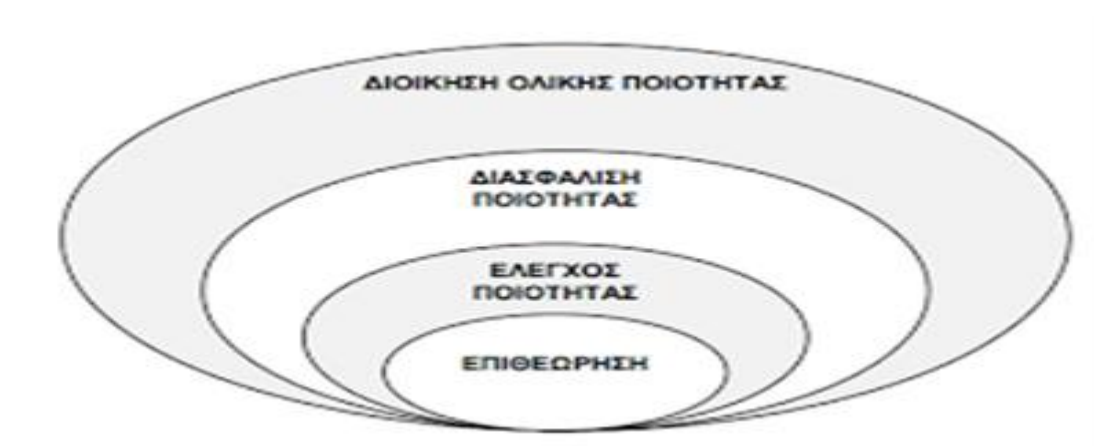 ΔΙΟΙΚΗΣΗ ΟΛΙΚΗΣ ΠΟΙΟΤΗΤΑΣ
ΔΙΑΣΦΑΛΙΣΗ
ΠΟΙΟΤΗΤΑΣ
ΕΛΕΓΧΟΣ
ΠΟΙΟΤΗΤΑΣ
ΕΠΙΘΕΩΡΗΣΗ